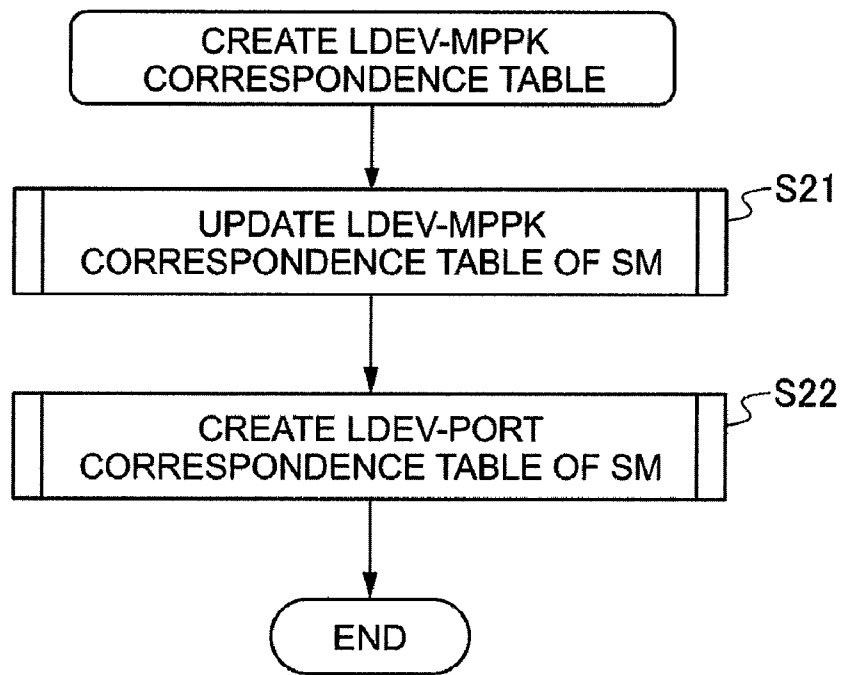 CREATE LDEV-MPPK
CORRESPONDENCE TABLE
S21
UPDATE LDEV-MPPK
CORRESPONDENCE TABLE OF SM
S22
CREATE LDEV-PORT
CORRESPONDENCE TABLE OF SM
END